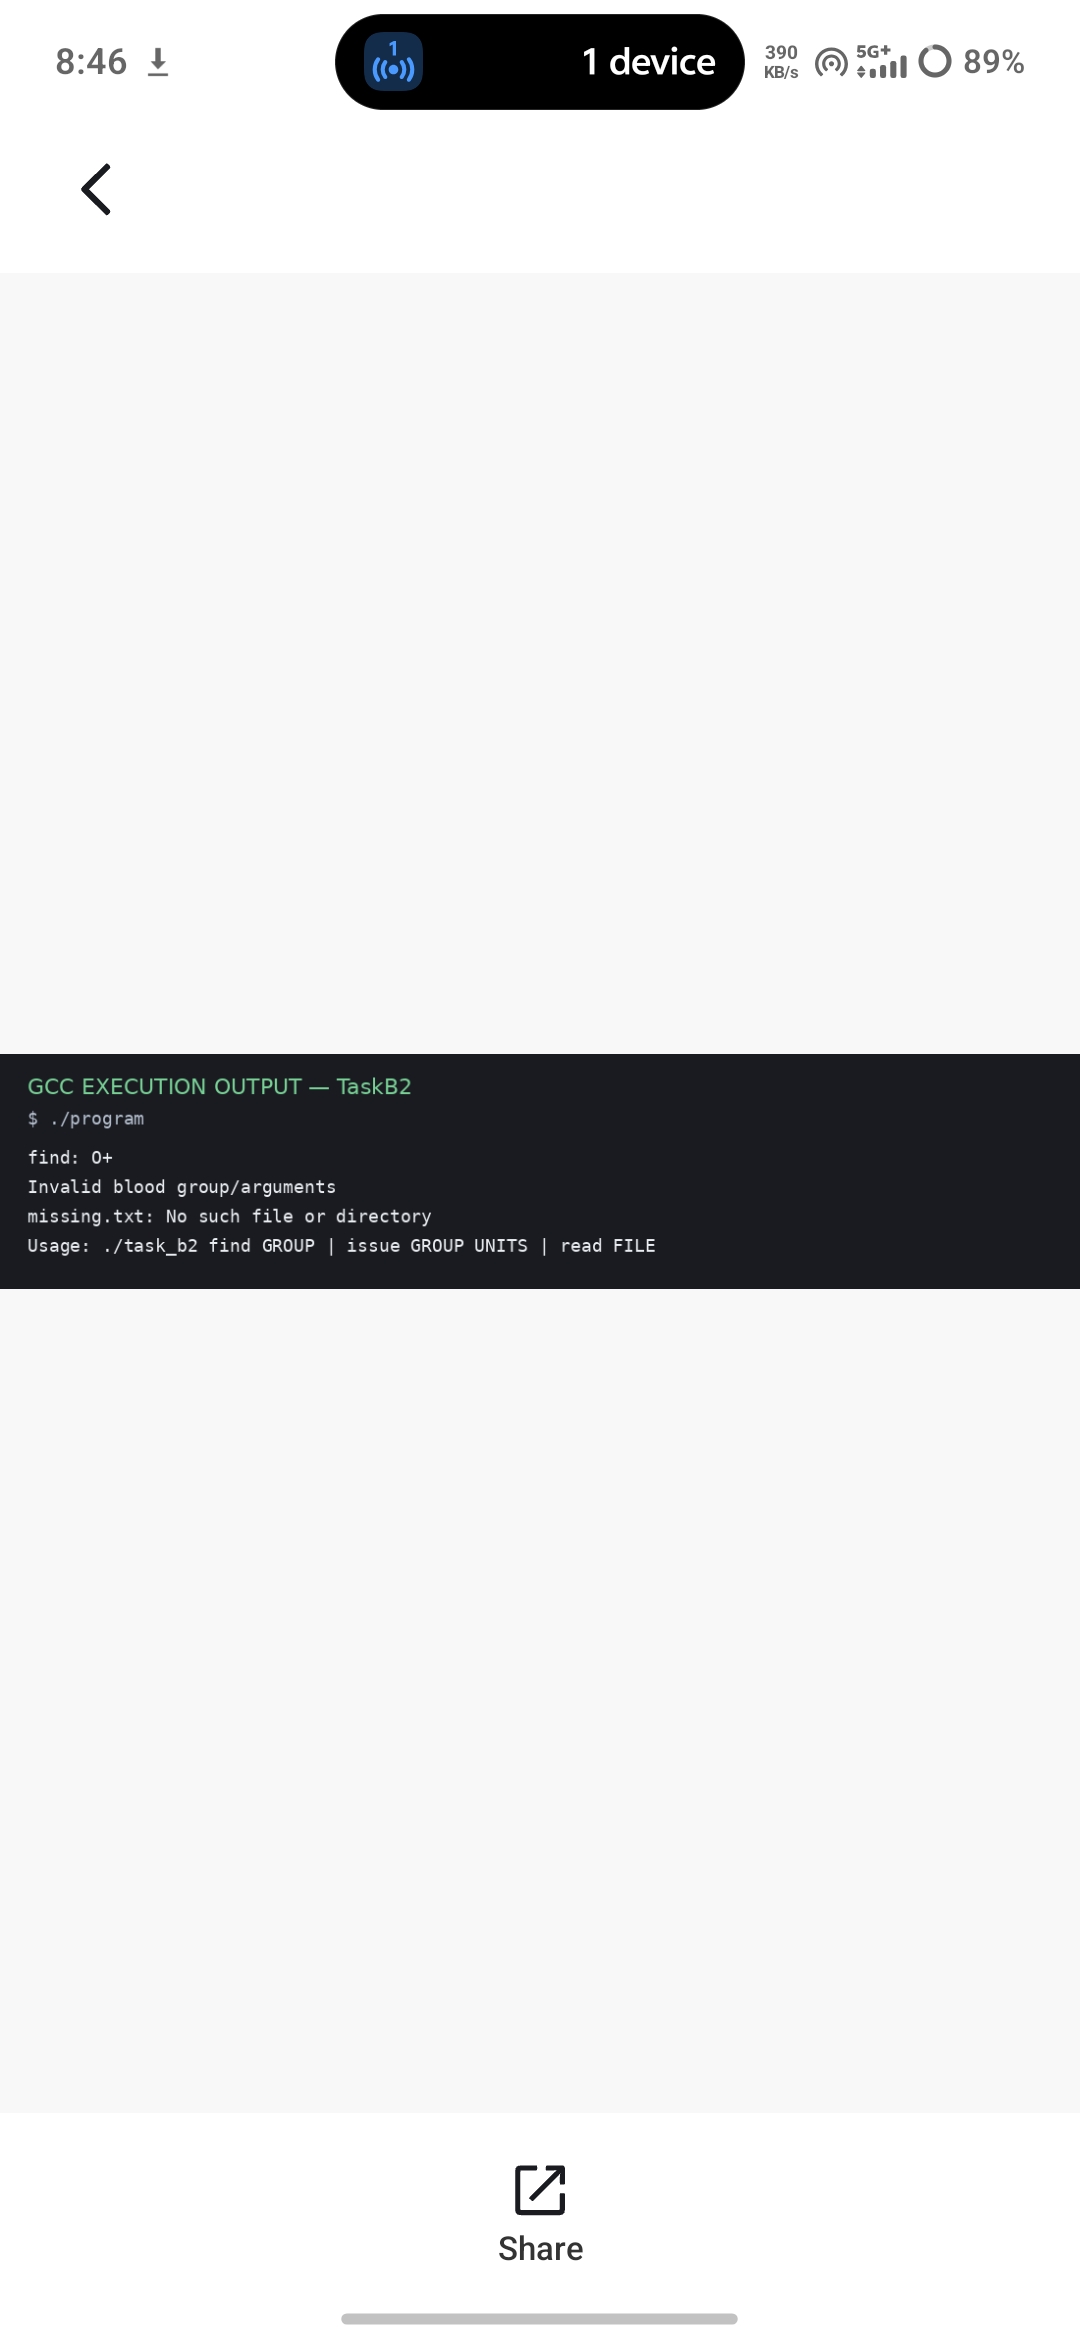 8:46
1
1 device
390
KB/s
5G+
89%
GCC EXECUTION OUTPUT — TaskB2
$ ./program
find: O+
Invalid blood group/arguments
missing.txt: No such file or directory
Usage: ./task_b2 find GROUP | issue GROUP UNITS | read FILE
Share